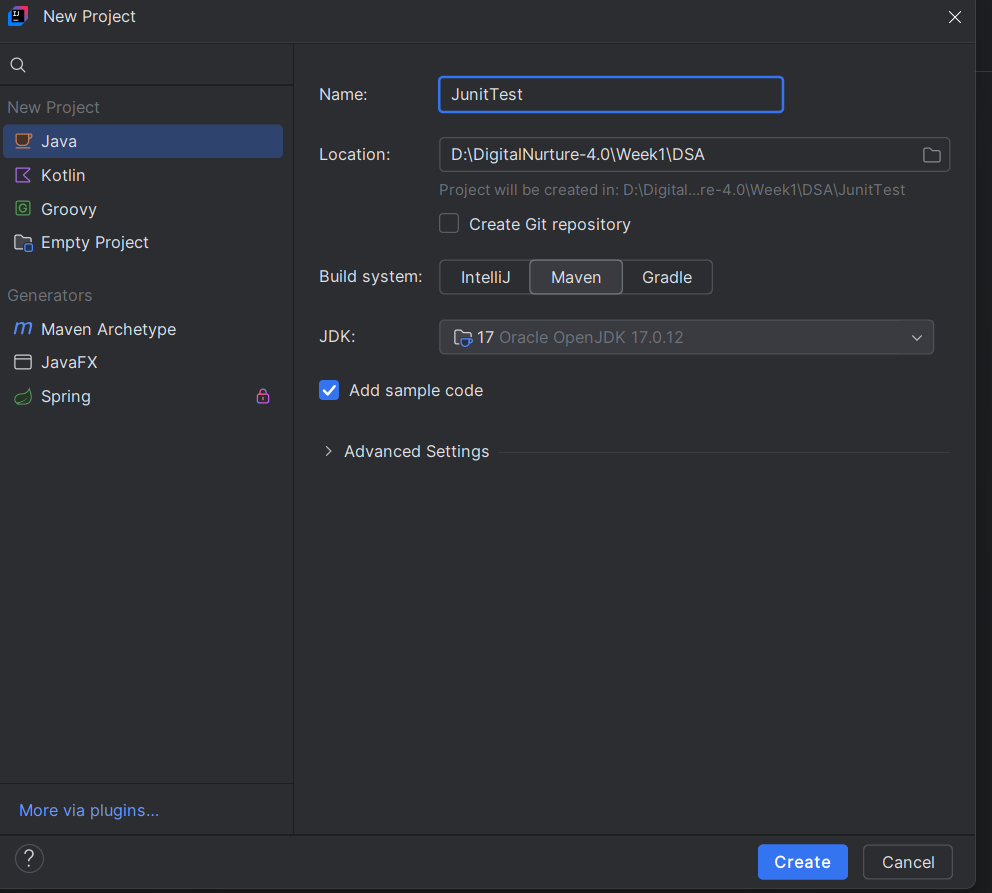 New Project
New Project
Java
Kotlin
Groovy
Empty Project
Generators
Maven Archetype
JavaFX
Spring
More via plugins...
Name: JunitTest
Location: D:\DigitalNurture-4.0\Week1\DSA
Project will be created in: D:\Digital...re-4.0\Week1\DSA\JunitTest
Create Git repository
Build system: IntelliJ Maven Gradle
JDK: 17 Oracle OpenJDK 17.0.12
Add sample code
Advanced Settings
? Create Cancel